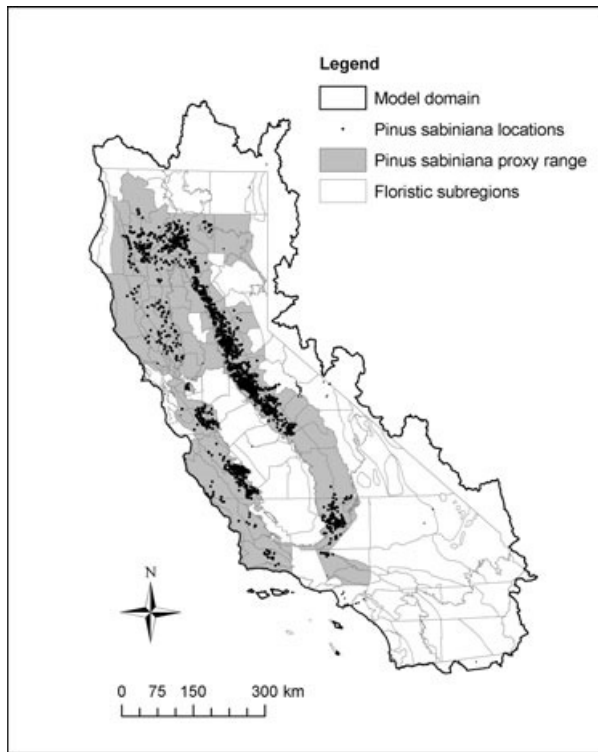 Legend
Model domain
Pinus sabiniana locations
Pinus sabiniana proxy range
Floristic subregions
N
0 75 150 300 km